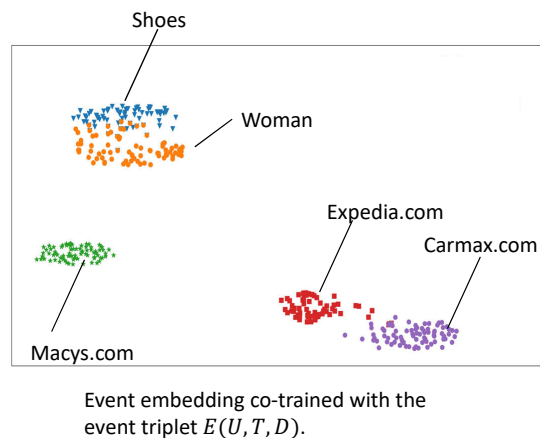 Shoes
Woman
Expedia.com
Carmax.com
Macys.com
Event embedding co-trained with the
event triplet E(U, T, D).